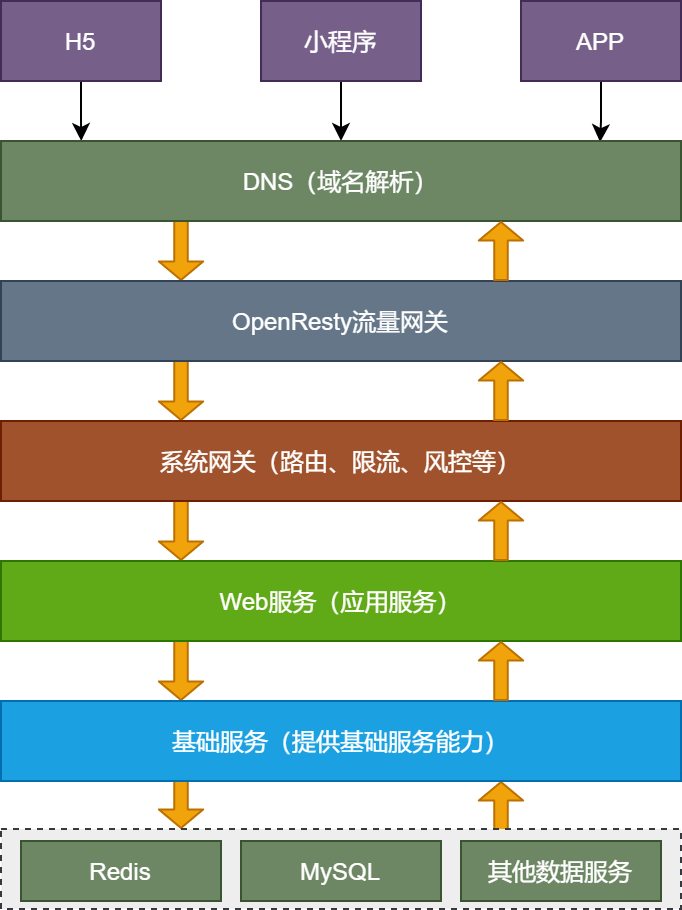 H5
小程序
APP
DNS（域名解析）
OpenResty流量网关
系统网关（路由、限流、风控等）
Web服务（应用服务）
基础服务（提供基础服务能力）
Redis
MySQL
其他数据服务